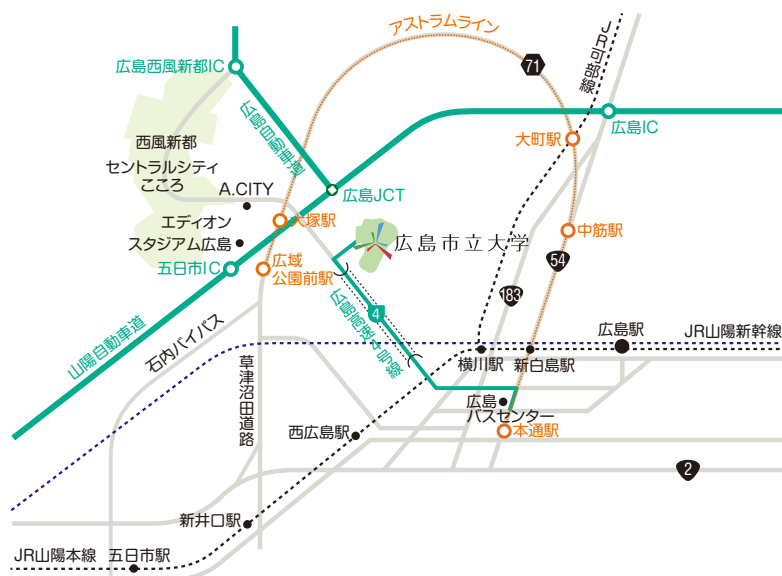 アストラムライン
JR可部線
広島西風新都IC
71
広島自動車道
広島IC
西風新都
セントラルシティ
こころ
大町駅
A.CITY
広島JCT
エディオン
スタジアム広島
大塚駅
広島市立大学
中筋駅
五日市IC
広域
公園前駅
54
183
4
広島高速4号線
山陽自動車道
石内バイパス
広島駅
JR山陽新幹線
横川駅
新白島駅
草津沼田道路
広島
バスセンター
西広島駅
本通駅
2
新井口駅
JR山陽本線
五日市駅